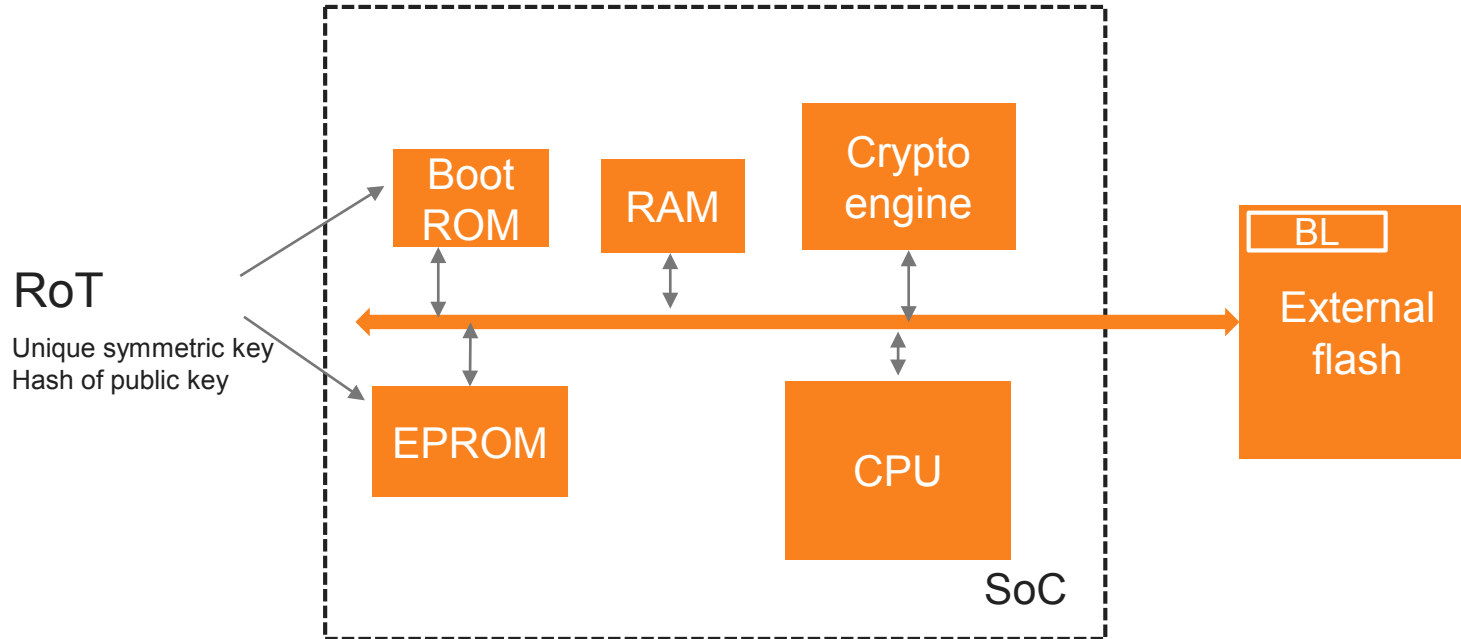 Boot
ROM
RAM
Crypto
engine
BL
External
flash
RoT
Unique symmetric key
Hash of public key
EPROM
CPU
SoC